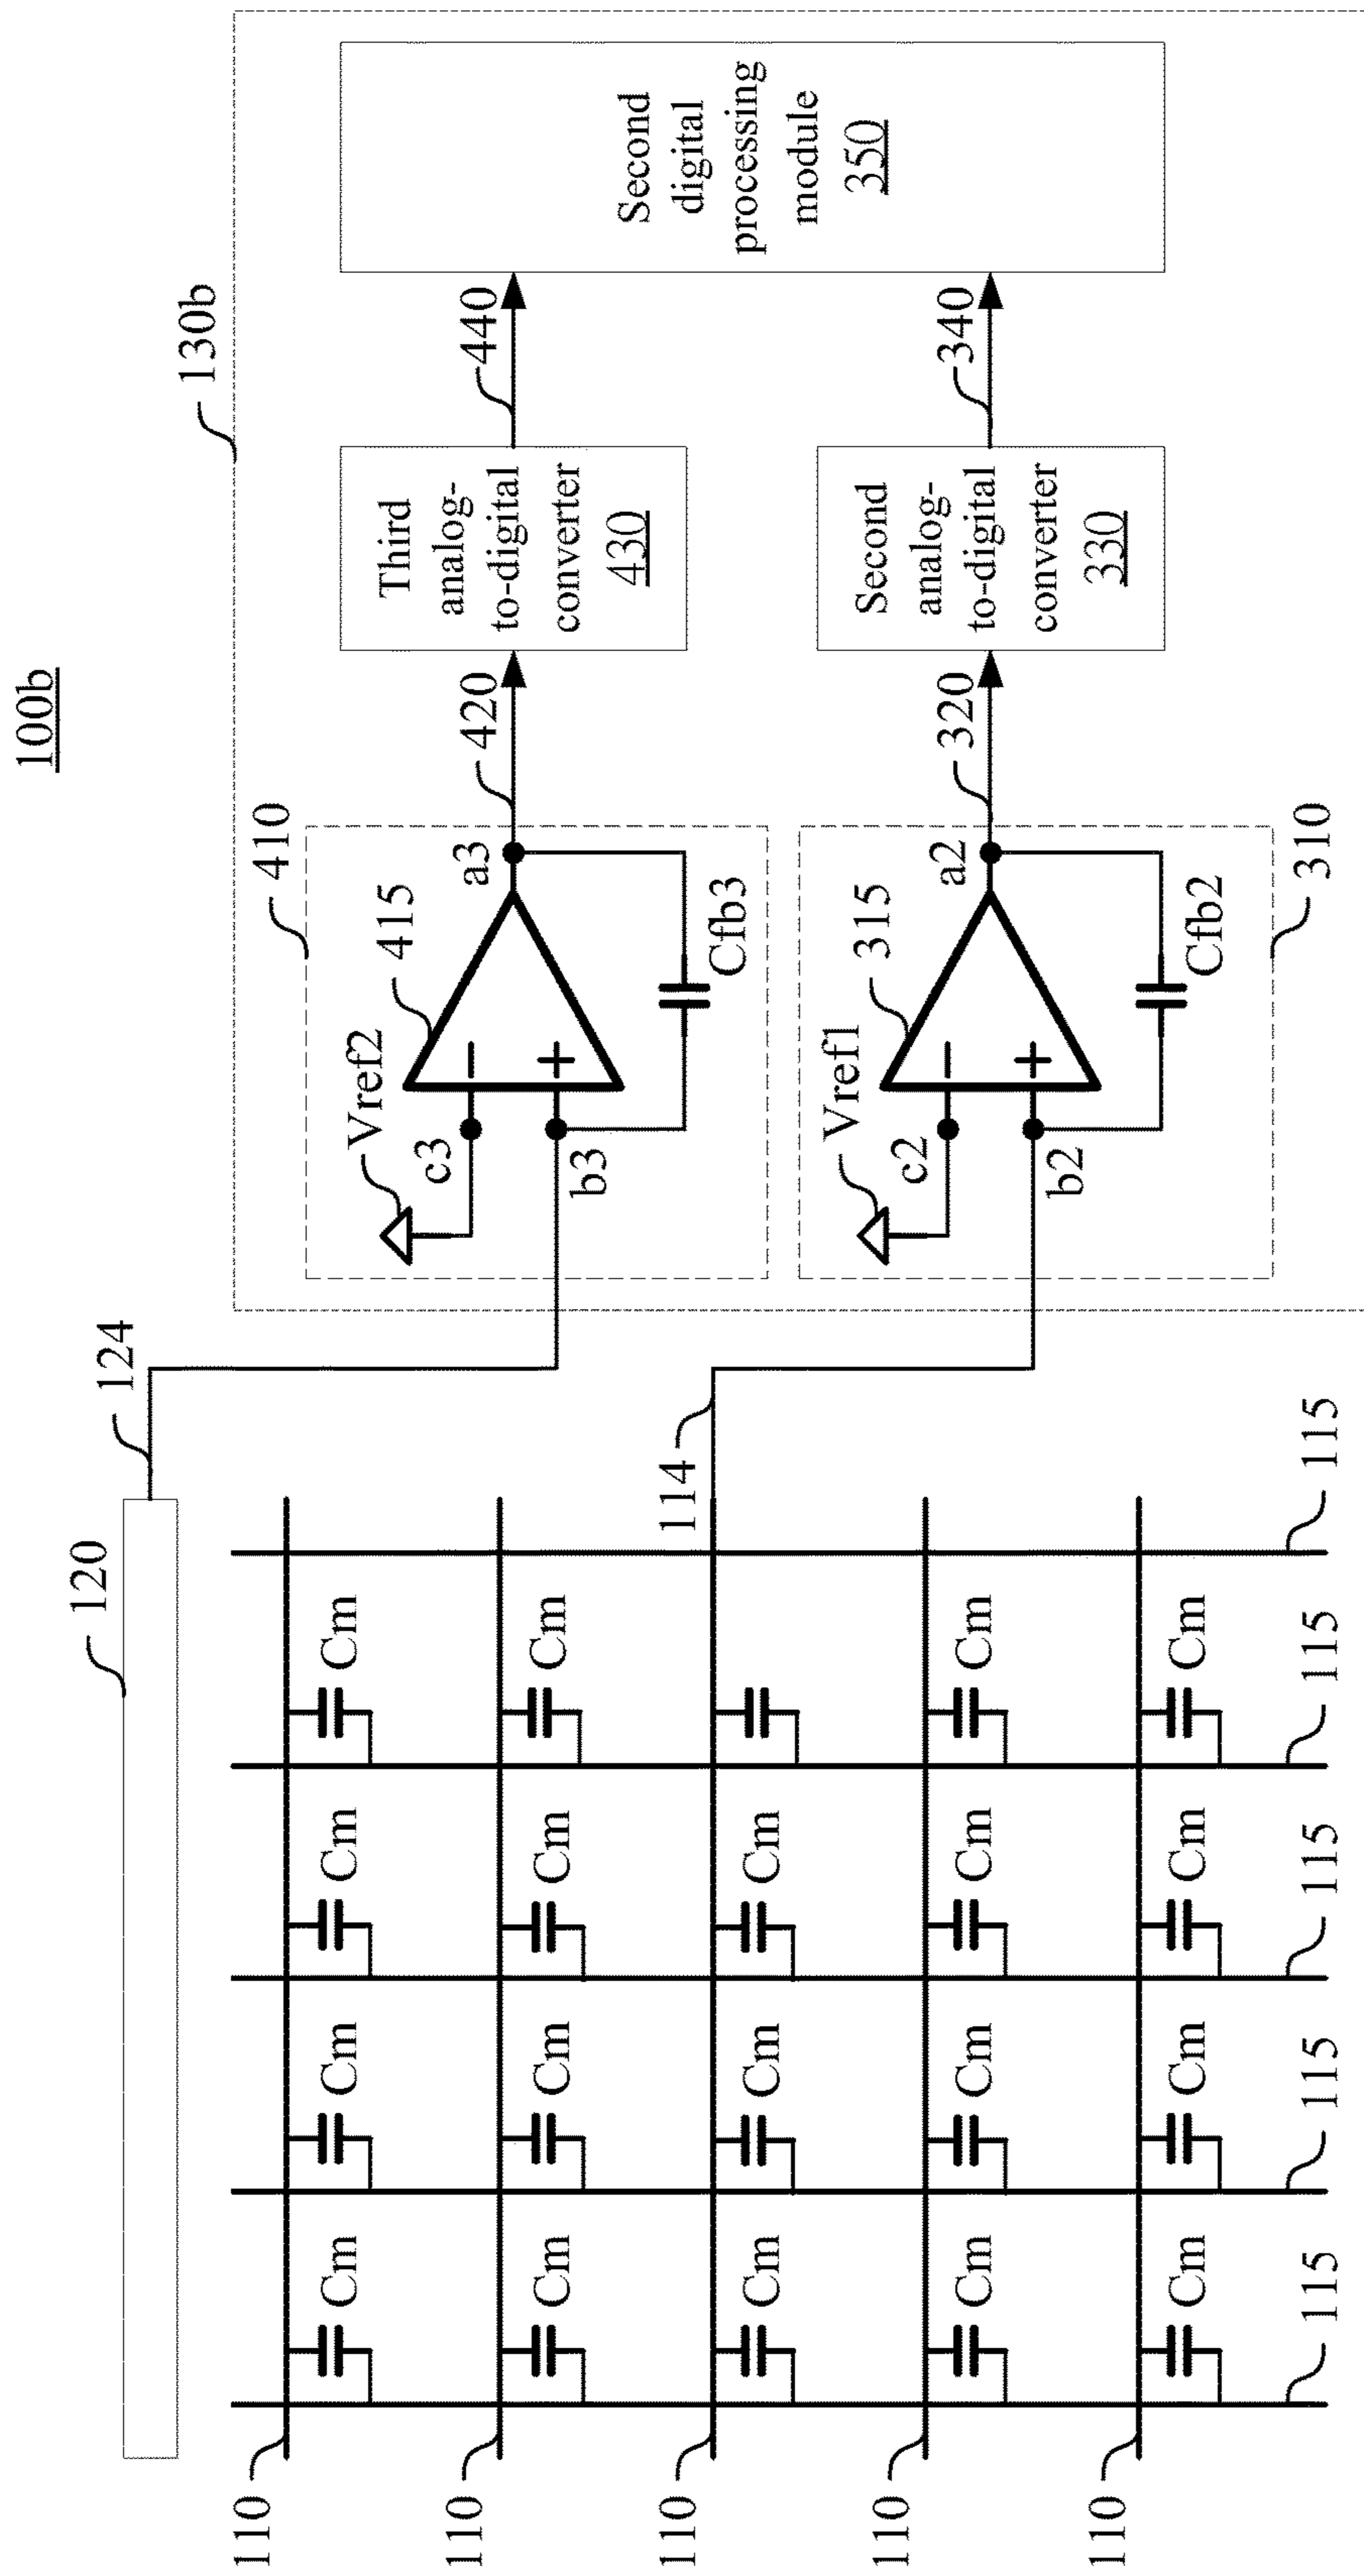 100b
130b
120
124
410
Vref2
415
a3
420
Third
analog-
to-digital
converter
430
440
c3
b3
Cfb3
Second
digital
processing
module
350
114
Vref1
315
a2
320
Second
analog-
to-digital
converter
330
340
c2
b2
Cfb2
310
110
Cm
Cm
Cm
Cm
110
Cm
Cm
Cm
Cm
110
Cm
Cm
Cm
110
Cm
Cm
Cm
Cm
110
Cm
Cm
Cm
Cm
115
115
115
115
115